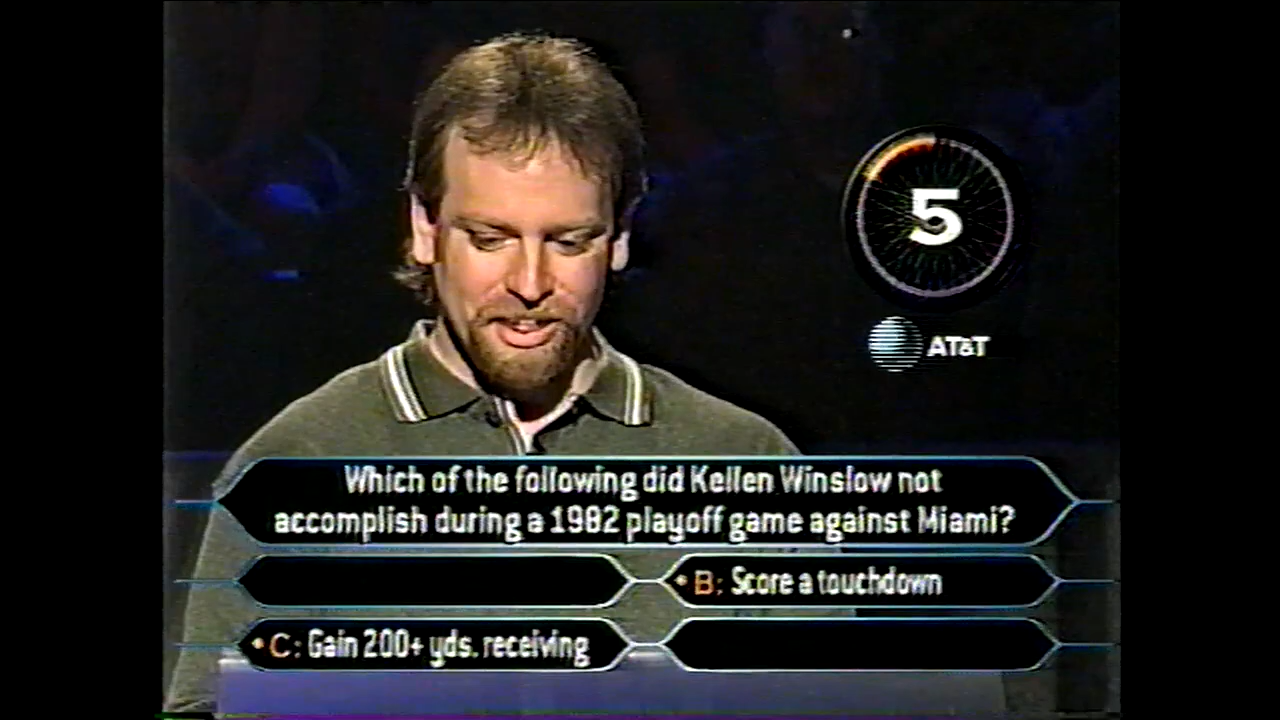 5
AT&T
Which of the following did Kellen Winslow not
accomplish during a 1982 playoff game against Miami?
• B: Score a touchdown
• C: Gain 200+ yds. receiving